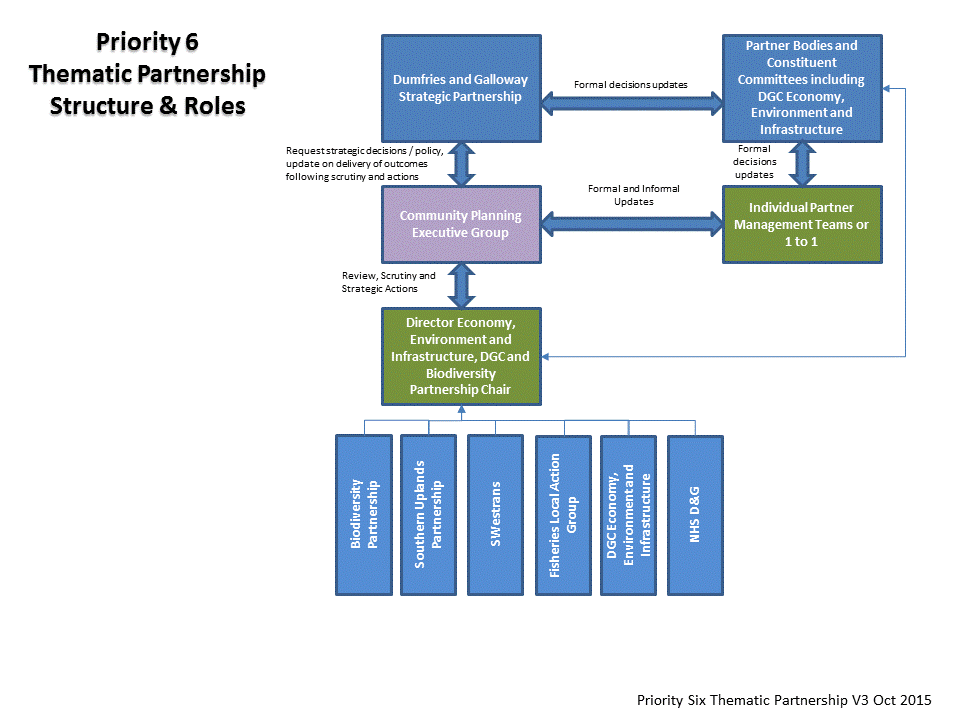 Priority 6
Thematic Partnership
Structure & Roles
Dumfries and Galloway
Strategic Partnership
Formal decisions updates
Partner Bodies and
Constituent
Committees including
DGC Economy,
Environment and
Infrastructure
Request strategic decisions / policy,
update on delivery of outcomes
following scrutiny and actions
Formal
decisions
updates
Community Planning
Executive Group
Formal and Informal
Updates
Individual Partner
Management Teams or
1 to 1
Review, Scrutiny and
Strategic Actions
Director Economy,
Environment and
Infrastructure, DGC and
Biodiversity
Partnership Chair
Biodiversity
Partnership
Southern Uplands
Partnership
SWestrans
Fisheries Local Action
Group
DGC Economy,
Environment and
Infrastructure
NHS D&G
Priority Six Thematic Partnership V3 Oct 2015